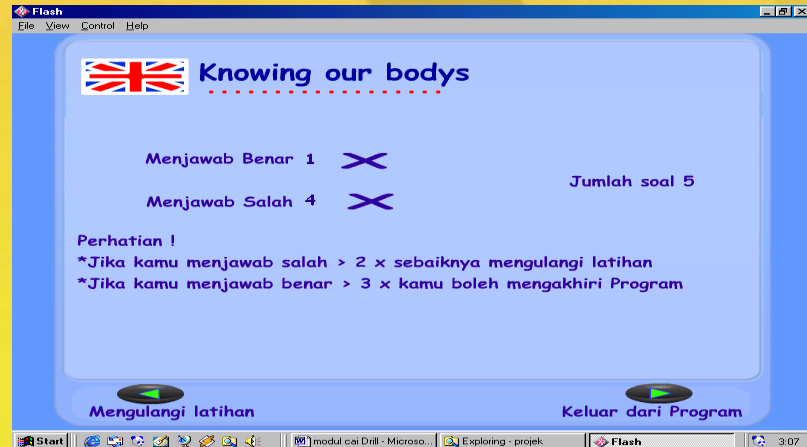 Flash
File View Control Help
Knowing our bodys
Menjawab Benar 1 X
Jumlah soal 5
Menjawab Salah 4 X
Perhatian !
*Jika kamu menjawab salah > 2 x sebaiknya mengulangi latihan
*Jika kamu menjawab benar > 3 x kamu boleh mengakhiri Program
Mengulangi latihan
Keluar dari Program
Start modul cai Drill - Microso... Exploring - projek Flash 3:07